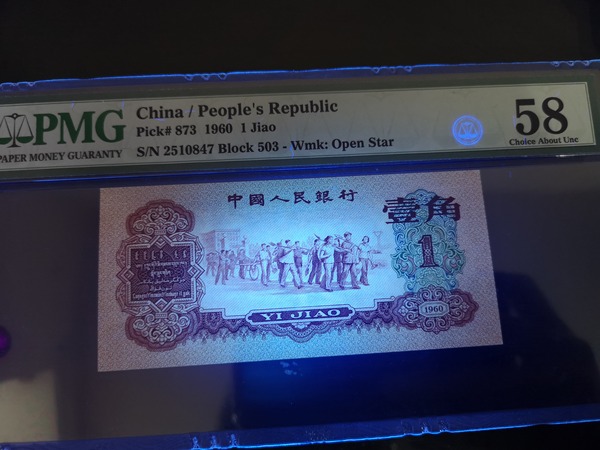 PMG
PAPER MONEY GUARANTY
China / People's Republic
Pick# 873 1960 1 Jiao
S/N 2510847 Block 503 - Wmk: Open Star
58
Choice About Unc
中國人民銀行
壹角
1
YI JIAO
1960